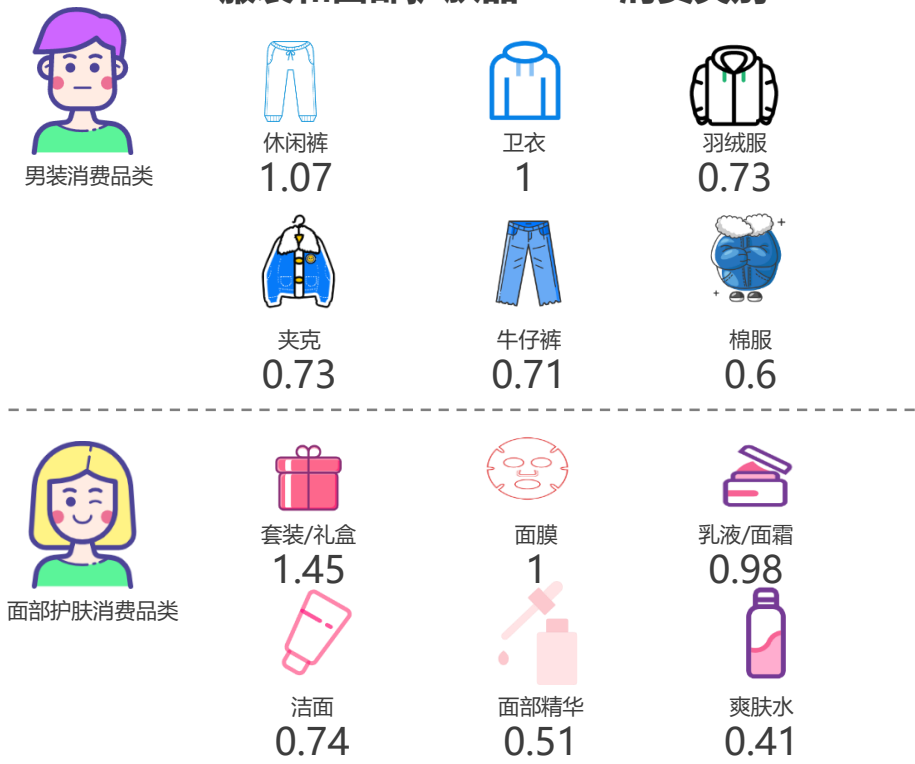 男装消费品类
休闲裤
卫衣
羽绒服
1.07
1
0.73
夹克
牛仔裤
棉服
0.73
0.71
0.6
面部护肤消费品类
套装/礼盒
面膜
乳液/面霜
1.45
1
0.98
洁面
面部精华
爽肤水
0.74
0.51
0.41